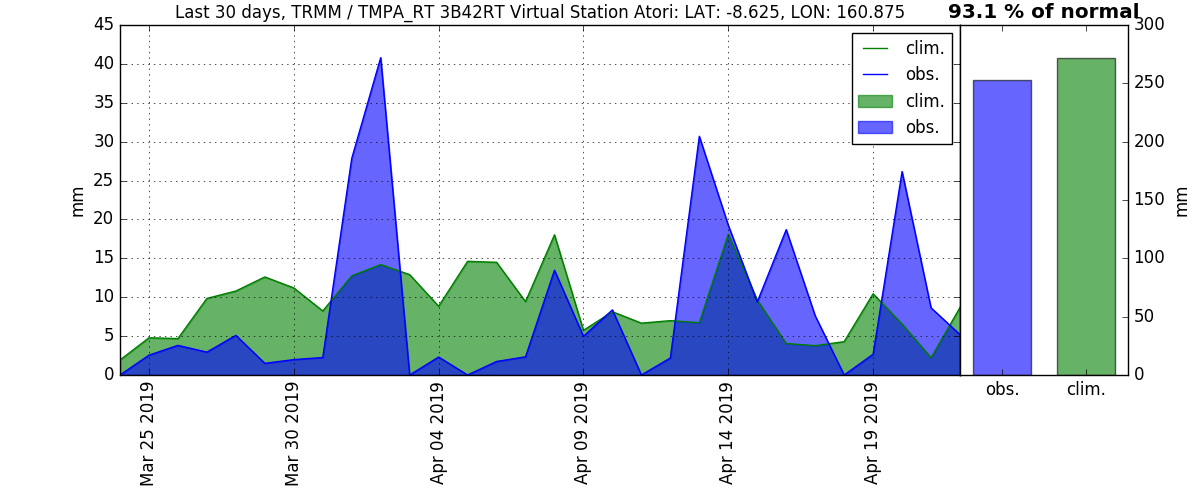 Last 30 days, TRMM / TMPA_RT 3B42RT Virtual Station Atori: LAT: -8.625, LON: 160.875
93.1 % of normal
45
40
35
30
25
20
15
10
5
0
mm
clim.
obs.
clim.
obs.
Mar 25 2019
Mar 30 2019
Apr 04 2019
Apr 09 2019
Apr 14 2019
Apr 19 2019
300
250
200
150
100
50
0
mm
obs.
clim.